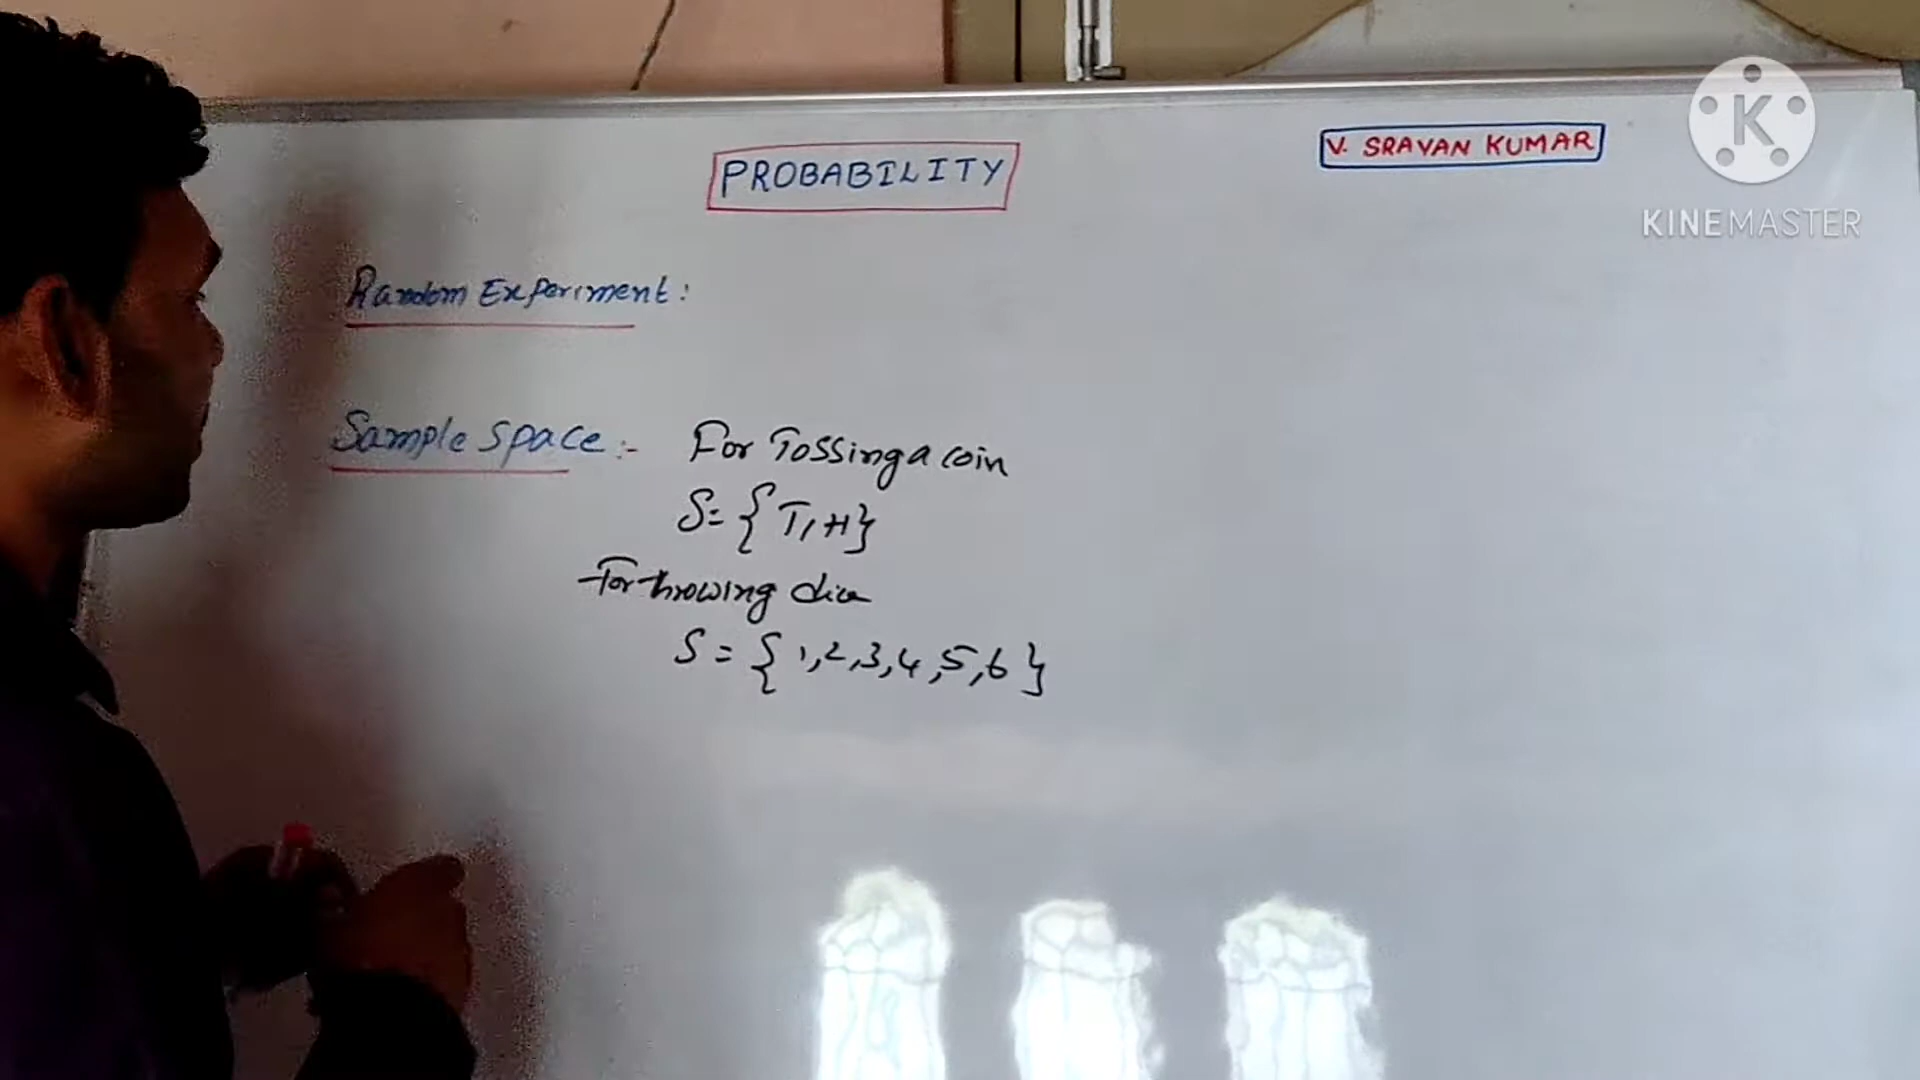 PROBABILITY
V. SRAVAN KUMAR
K
KINEMASTER
Random Experiment:
Sample space:- For Tossing a coin
S= { T, H}
For throwing dice
S = { 1,2,3,4,5,6 }